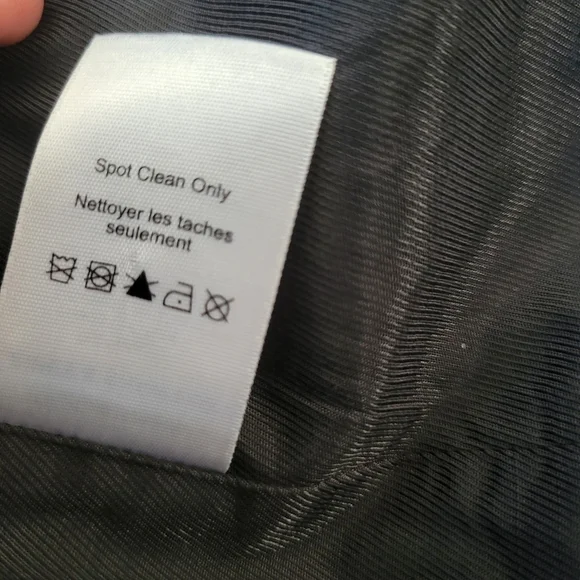 Spot Clean Only
Nettoyer les taches
seulement